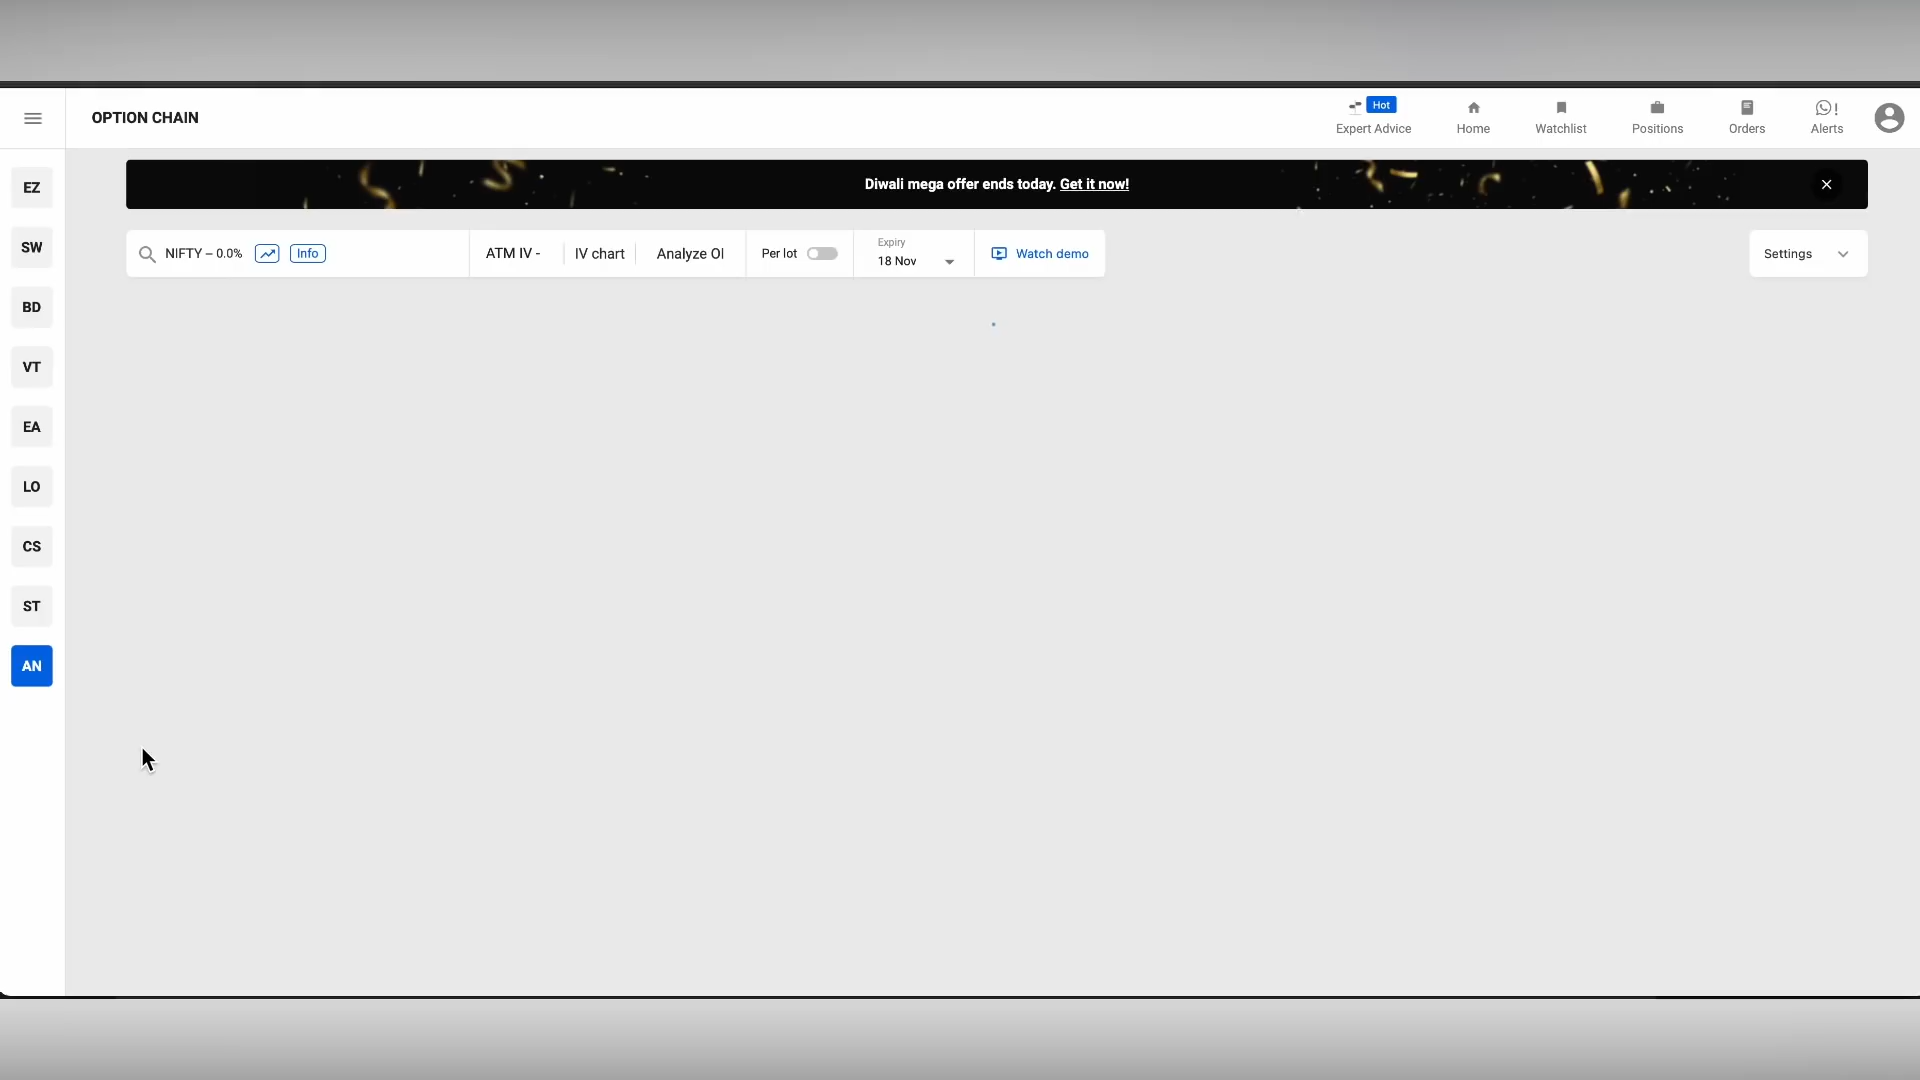 OPTION CHAIN
Hot
Expert Advice
Home
Watchlist
Positions
Orders
Alerts
EZ
SW
BD
VT
EA
LO
CS
ST
AN
Diwali mega offer ends today. Get it now!
NIFTY – 0.0%
Info
ATM IV -
IV chart
Analyze OI
Per lot
Expiry
18 Nov
Watch demo
Settings